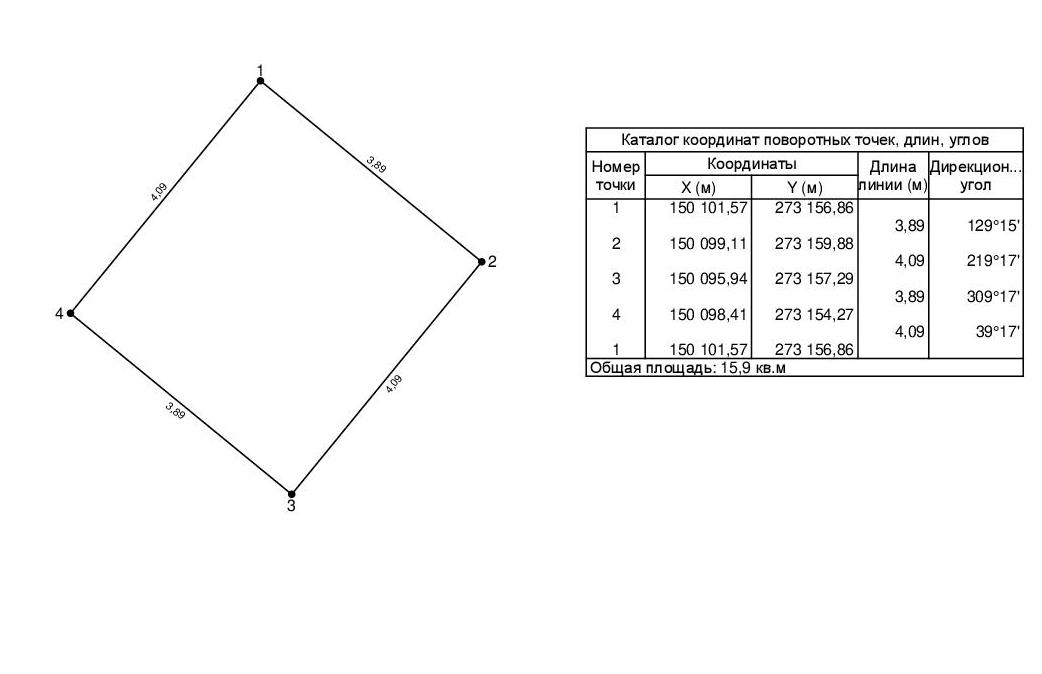 1
3,89
4,09
2
4
4,09
3,89
3
Каталог координат поворотных точек, длин, углов
Номер точки
Координаты
Длина линии (м)
Дирекцион... угол
X (м)
Y (м)
1 150 101,57 273 156,86
3,89 129°15'
2 150 099,11 273 159,88
4,09 219°17'
3 150 095,94 273 157,29
3,89 309°17'
4 150 098,41 273 154,27
4,09 39°17'
1 150 101,57 273 156,86
Общая площадь: 15,9 кв.м